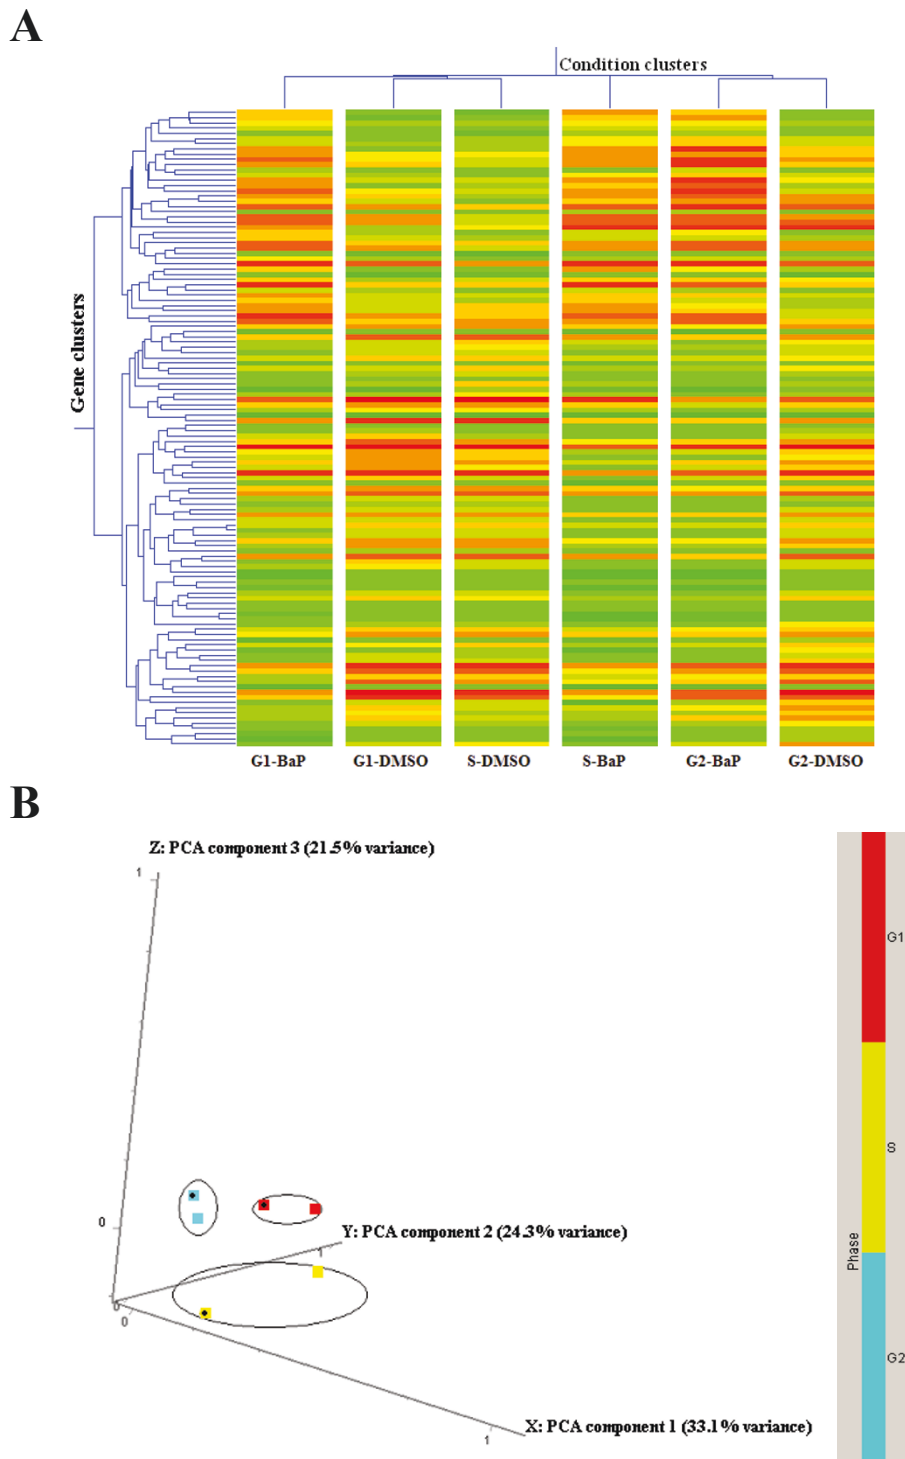 A
Condition clusters
Gene clusters
G1-BaP
G1-DMSO
S-DMSO
S-BaP
G2-BaP
G2-DMSO
B
Z: PCA component 3 (21.5% variance)
1
G1
0
Y: PCA component 2 (24.3% variance)
1
S
Phase
0
0
G2
X: PCA component 1 (33.1% variance)
1